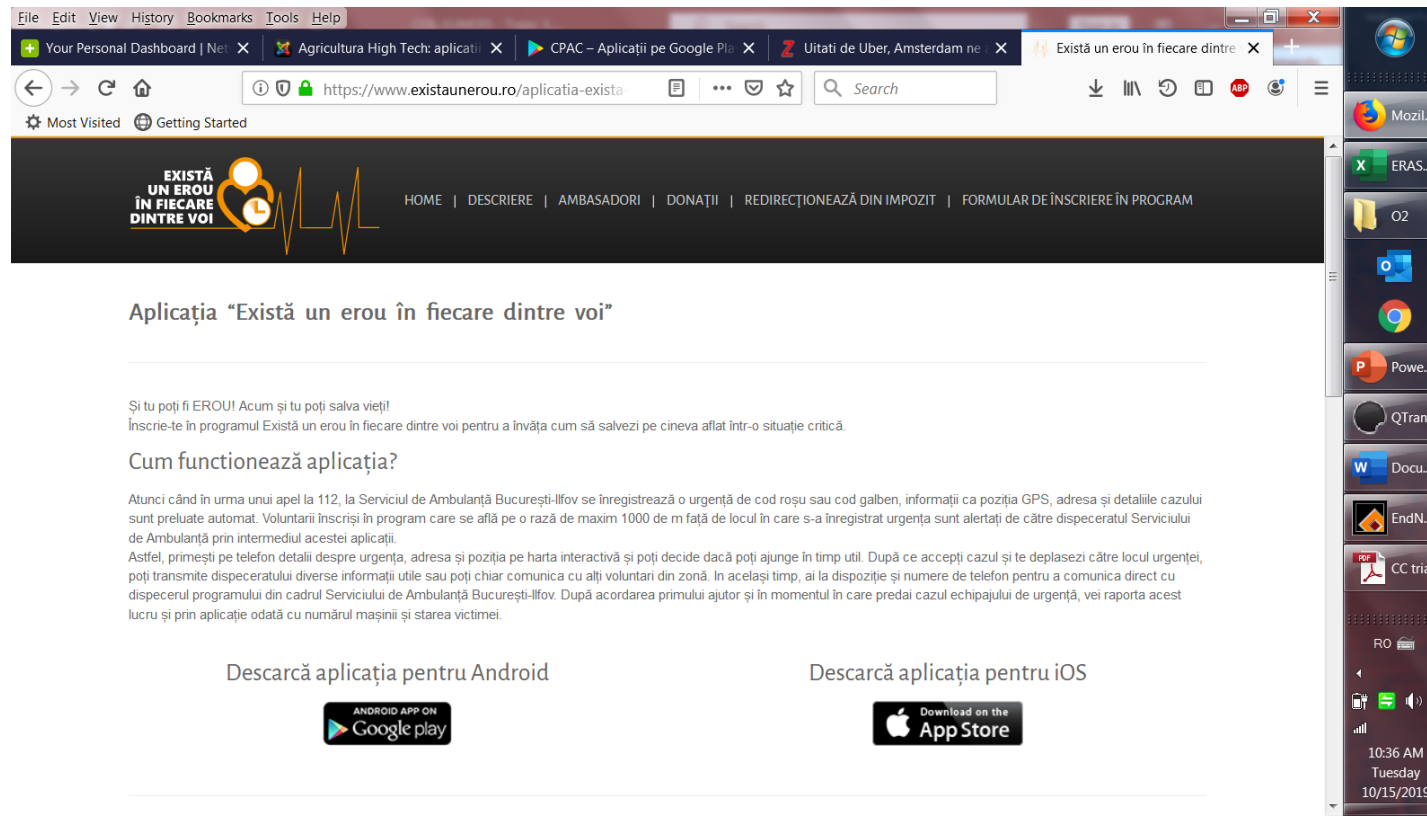 File Edit View History Bookmarks Tools Help
Your Personal Dashboard | Net
Agricultura High Tech: aplicatii
CPAC – Aplicații pe Google Pla
Uitati de Uber, Amsterdam ne
Există un erou în fiecare dintre
https://www.existaunerou.ro/aplicatia-exista-
Search
ABP
Most Visited Getting Started
EXISTĂ
UN EROU
ÎN FIECARE
DINTRE VOI
HOME | DESCRIERE | AMBASADORI | DONAȚII | REDIRECȚIONEAZĂ DIN IMPOZIT | FORMULAR DE ÎNSCRIERE ÎN PROGRAM
Aplicația “Există un erou în fiecare dintre voi”
Și tu poți fi EROU! Acum și tu poți salva vieți!
Înscrie-te in programul Există un erou în fiecare dintre voi pentru a învăța cum să salvezi pe cineva aflat într-o situație critică.
Cum functionează aplicația?
Atunci când în urma unui apel la 112, la Serviciul de Ambulanță București-Ilfov se înregistrează o urgență de cod roșu sau cod galben, informații ca poziția GPS, adresa și detaliile cazului
sunt preluate automat. Voluntarii înscriși în program care se află pe o rază de maxim 1000 de m față de locul în care s-a înregistrat urgența sunt alertați de către dispeceratul Serviciului
de Ambulanță prin intermediul acestei aplicații.
Astfel, primești pe telefon detalii despre urgența, adresa și poziția pe harta interactivă și poți decide dacă poți ajunge în timp util. După ce accepți cazul și te deplasezi către locul urgenței,
poți transmite dispeceratului diverse informații utile sau poți chiar comunica cu alți voluntari din zonă. In același timp, ai la dispoziție și numere de telefon pentru a comunica direct cu
dispecerul programului din cadrul Serviciului de Ambulanță București-Ilfov. După acordarea primului ajutor și în momentul în care predai cazul echipajului de urgență, vei raporta acest
lucru și prin aplicație odată cu numărul mașinii și starea victimei.
Descarcă aplicația pentru Android
Descarcă aplicația pentru iOS
ANDROID APP ON
Google play
Download on the
App Store
Mozil.
ERAS..
O2
Powe..
QTran
Docu..
EndN.
CC tria
RO
10:36 AM
Tuesday
10/15/2019